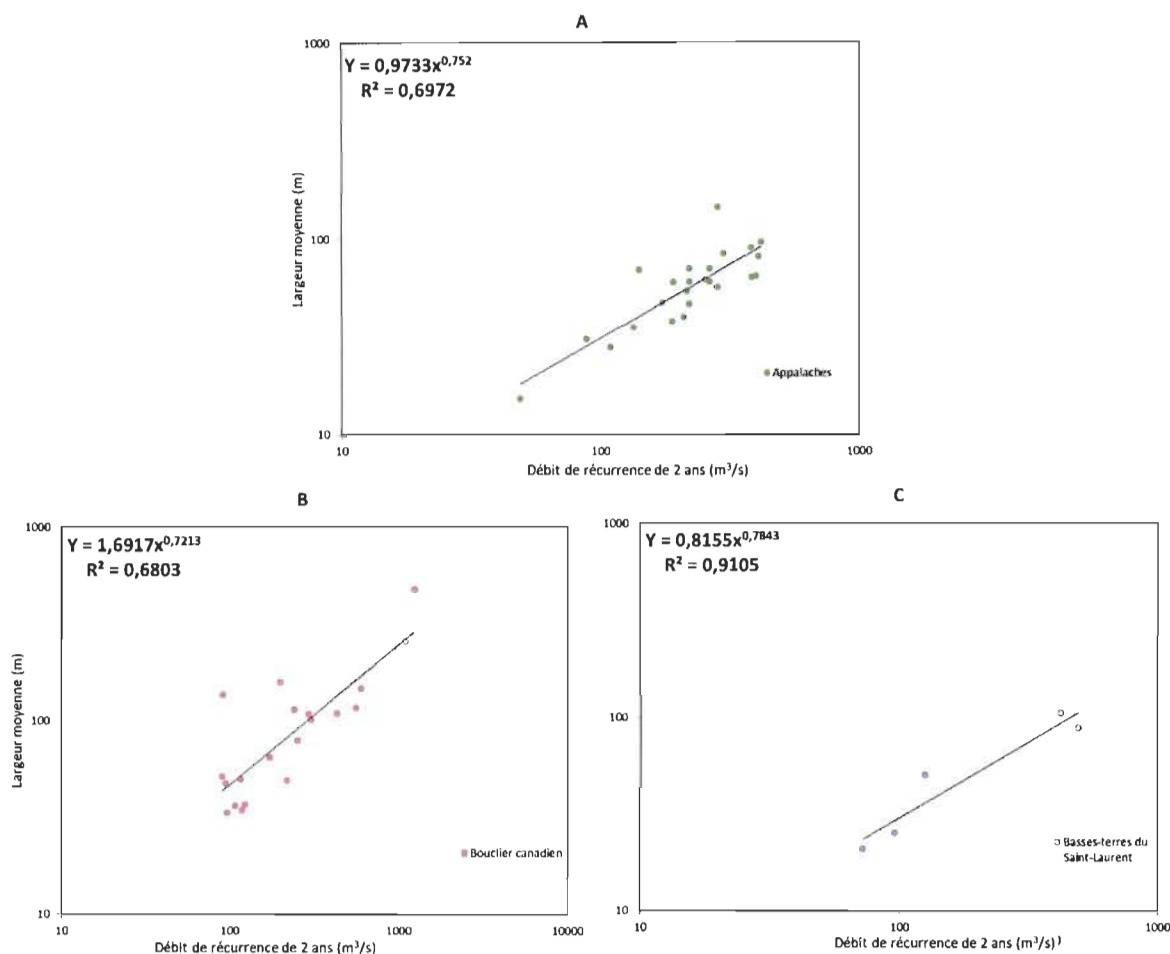 A
1000
Y = 0,9733x^0,752
R² = 0,6972
Largeur moyenne (m)
100
Appalaches
10
10
100
1000
Débit de récurrence de 2 ans (m³/s)
B
1000
Y = 1,6917x^0,7213
R² = 0,6803
Largeur moyenne (m)
100
Bouclier canadien
10
10
100
1000
10000
Débit de récurrence de 2 ans (m³/s)
C
1000
Y = 0,8155x^0,7843
R² = 0,9105
100
Basses-terres du
Saint-Laurent
10
10
100
1000
Débit de récurrence de 2 ans (m³/s)⁾